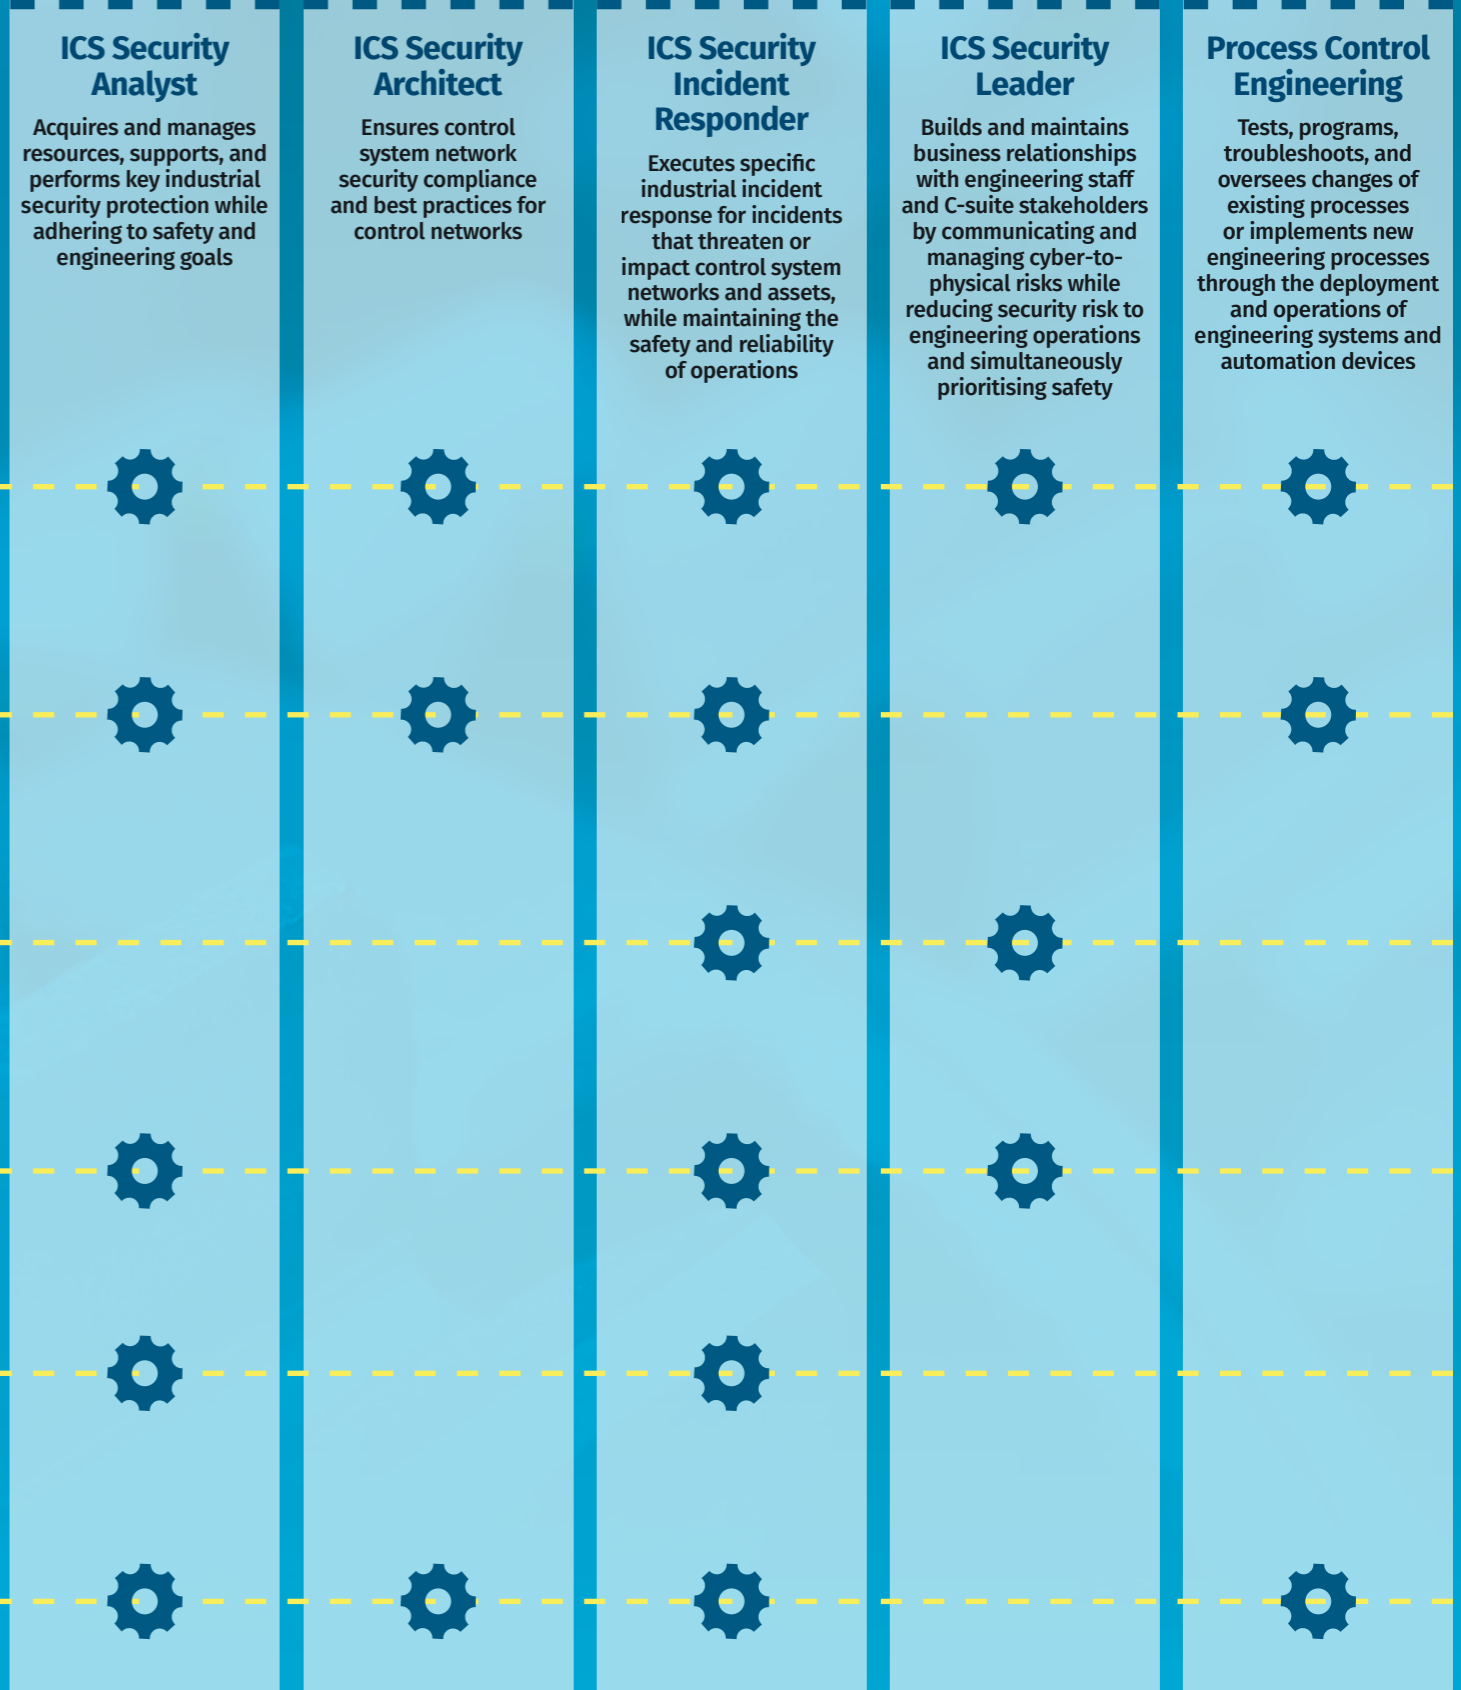 ICS Security
Analyst
Acquires and manages
resources, supports, and
performs key industrial
security protection while
adhering to safety and
engineering goals
ICS Security
Architect
Ensures control
system network
security compliance
and best practices for
control networks
ICS Security
Incident
Responder
Executes specific
industrial incident
response for incidents
that threaten or
impact control system
networks and assets,
while maintaining the
safety and reliability
of operations
ICS Security
Leader
Builds and maintains
business relationships
with engineering staff
and C-suite stakeholders
by communicating and
managing cyber-to-
physical risks while
reducing security risk to
engineering operations
and simultaneously
prioritising safety
Process Control
Engineering
Tests, programs,
troubleshoots, and
oversees changes of
existing processes
or implements new
engineering processes
through the deployment
and operations of
engineering systems and
automation devices